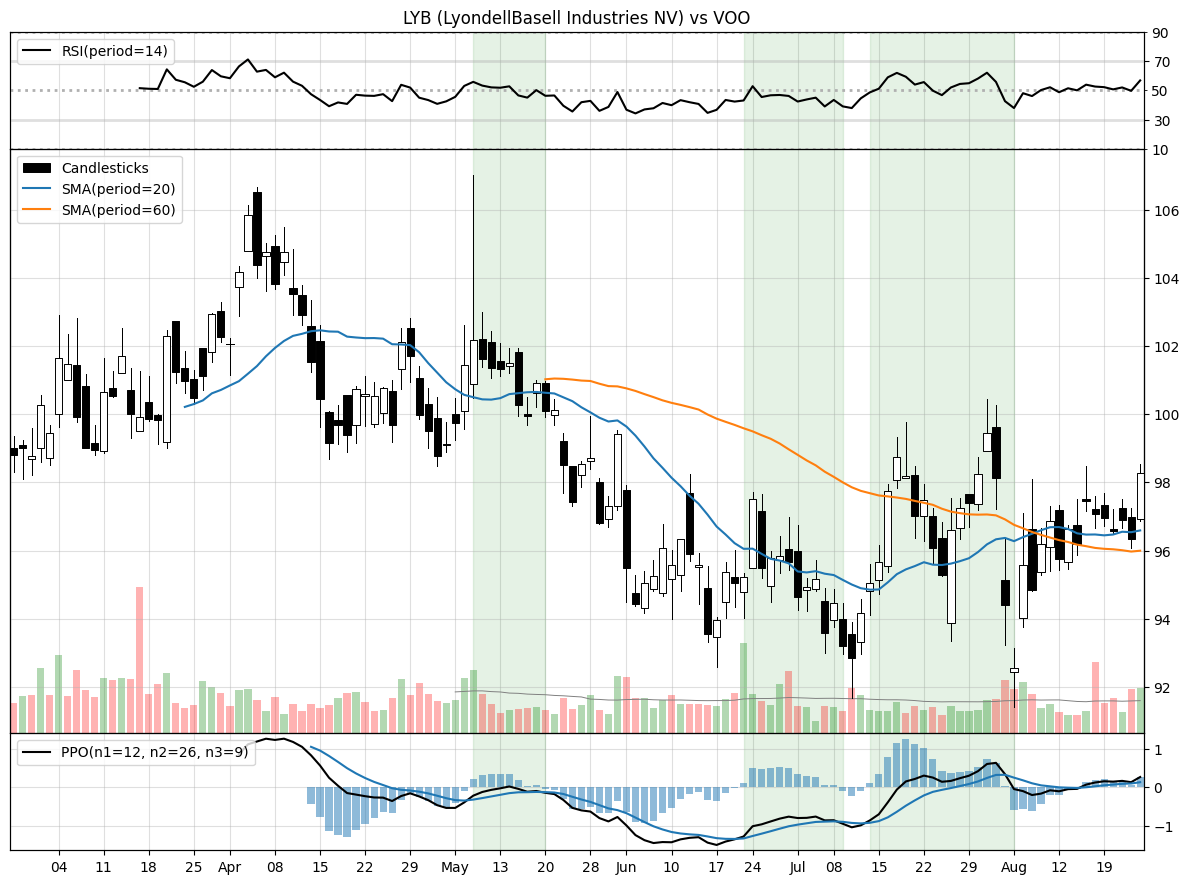 LYB (LyondellBasell Industries NV) vs VOO
RSI(period=14)
90
70
50
30
10
Candlesticks
SMA(period=20)
SMA(period=60)
106
104
102
100
98
96
94
92
PPO(n1=12, n2=26, n3=9)
1
0
−1
04 11 18 25 Apr 08 15 22 29 May 13 20 28 Jun 10 17 24 Jul 08 15 22 29 Aug 12 19